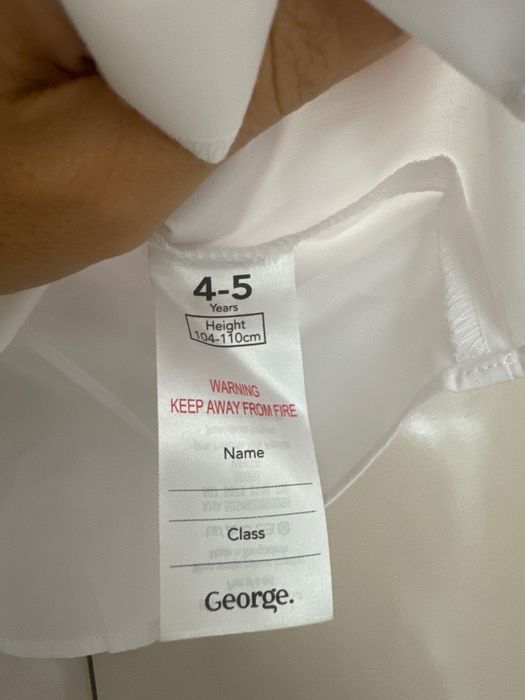 4-5
Years
Height
104-110cm
WARNING
KEEP AWAY FROM FIRE
Name
Class
George.